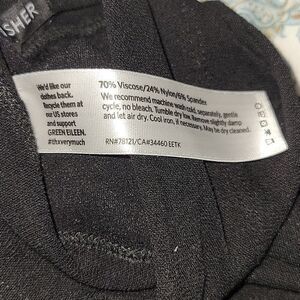 ISHER
We'd like our
clothes back.
Recycle them at
our US stores
and support
GREEN EILEEN.
#thxverymuch
70% Viscose/24% Nylon/6% Spandex
We recommend machine wash cold, separately, gentle
cycle, no bleach. Tumble dry low. Remove slightly damp
and let air dry. Cool iron, if necessary. May be dry cleaned.
RN#78121/CA#34460 EETK